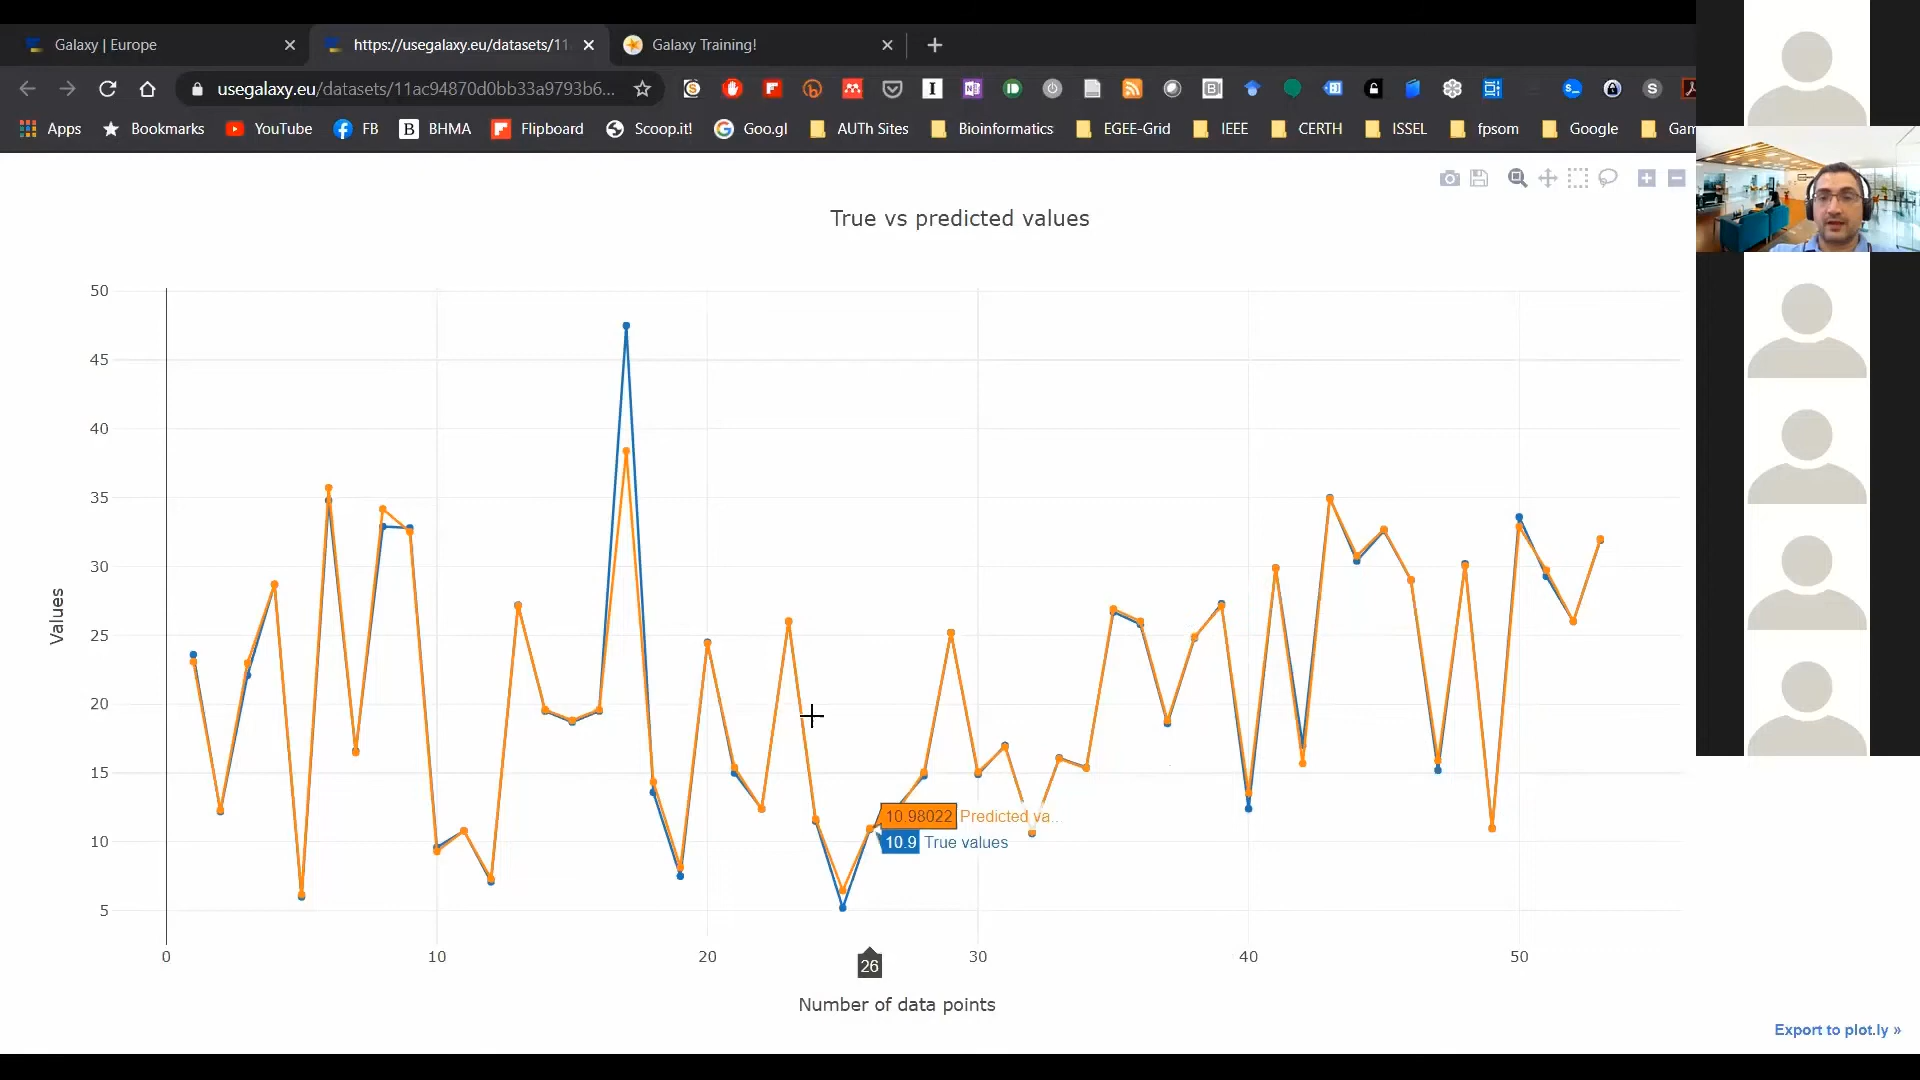 Galaxy | Europe
https://usegalaxy.eu/datasets/11
Galaxy Training!
usegalaxy.eu/datasets/11ac94870d0bb33a9793b6...
Apps Bookmarks YouTube FB BHMA Flipboard Scoop.it! Goo.gl AUTh Sites Bioinformatics EGEE-Grid IEEE CERTH ISSEL fpsom Google Gam
True vs predicted values
50
45
40
35
30
25
20
15
10
5
Values
10.98022 Predicted va...
10.9 True values
0 10 20 26 30 40 50
Number of data points
Export to plot.ly »